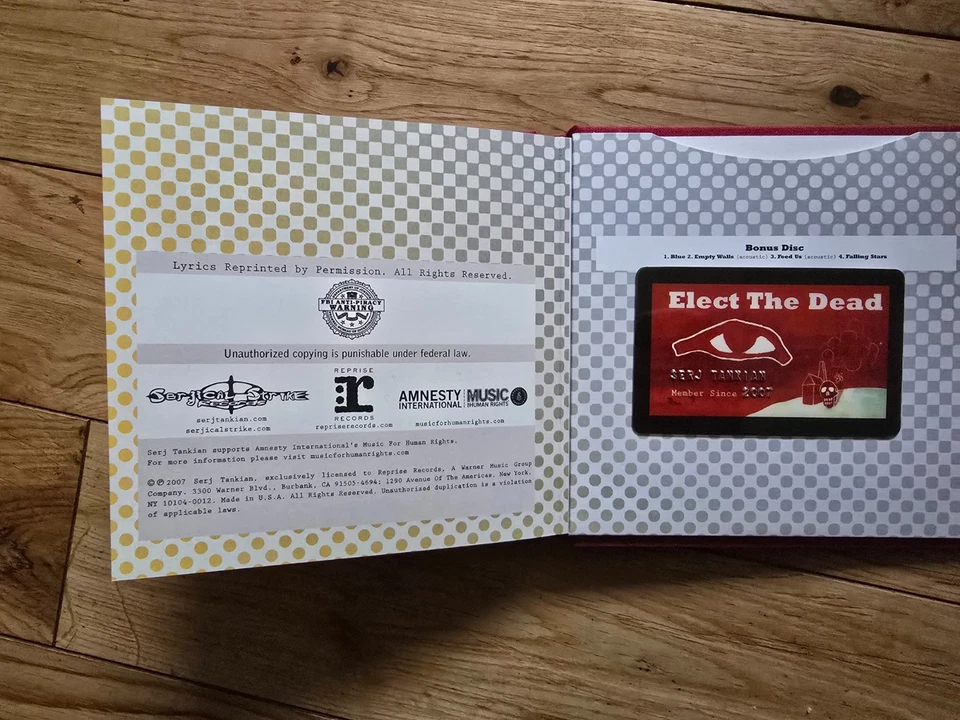 Lyrics Reprinted by Permission. All Rights Reserved.
FBI ANTI-PIRACY
WARNING
Unauthorized copying is punishable under federal law.
Serjical Strike
serjtankian.com
serjicalstrike.com
REPRISE
r
RECORDS
repriserecords.com
AMNESTY
INTERNATIONAL
MUSIC
HUMAN RIGHTS
musicforhumanrights.com
Serj Tankian supports Amnesty International's Music For Human Rights.
For more information please visit musicforhumanrights.com
©℗ 2007 Serj Tankian, exclusively licensed to Reprise Records, A Warner Music Group
Company. 3300 Warner Blvd., Burbank, CA 91505-4694: 1290 Avenue Of The Americas, New York.
NY 10104-0012. Made in U.S.A. All Rights Reserved. Unauthorized duplication is a violation
of applicable laws.
Bonus Disc
1. Blue 2. Empty Walls (acoustic) 3. Feed Us (acoustic) 4. Falling Stars
Elect The Dead
SERJ TANKIAN
Member Since 2007